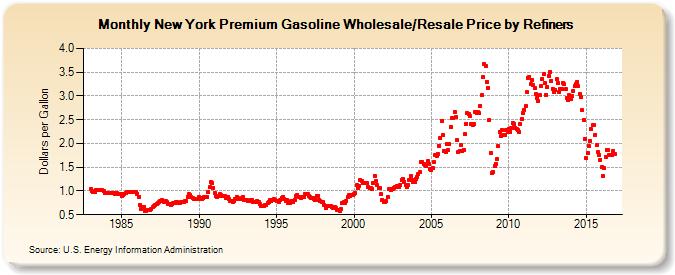 Monthly New York Premium Gasoline Wholesale/Resale Price by Refiners
Dollars per Gallon
4.0
3.5
3.0
2.5
2.0
1.5
1.0
0.5
1985 1990 1995 2000 2005 2010 2015
Source: U.S. Energy Information Administration